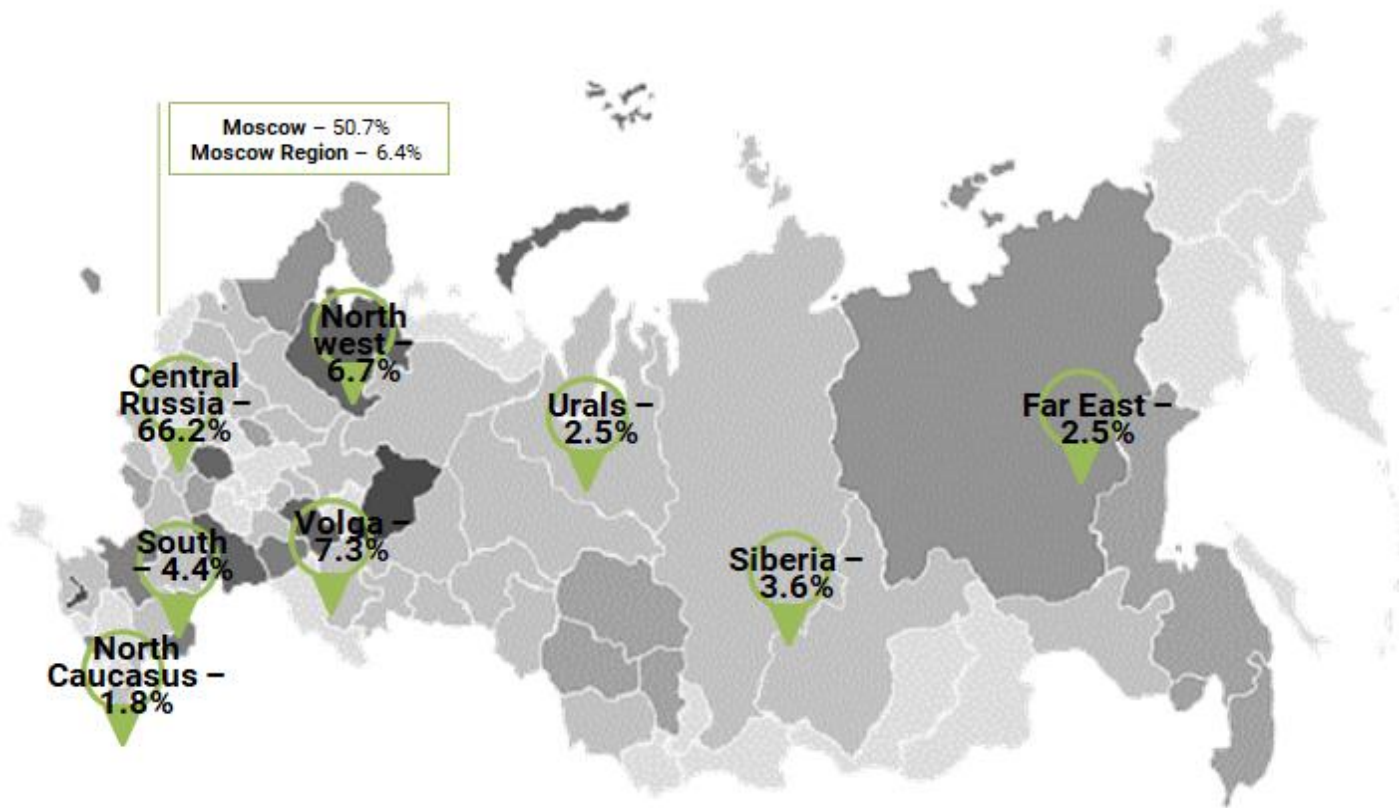 Moscow – 50.7%
Moscow Region – 6.4%
North
west –
6.7%
Central
Russia –
66.2%
Urals –
2.5%
Far East –
2.5%
Volga –
7.3%
South
– 4.4%
Siberia –
3.6%
North
Caucasus –
1.8%